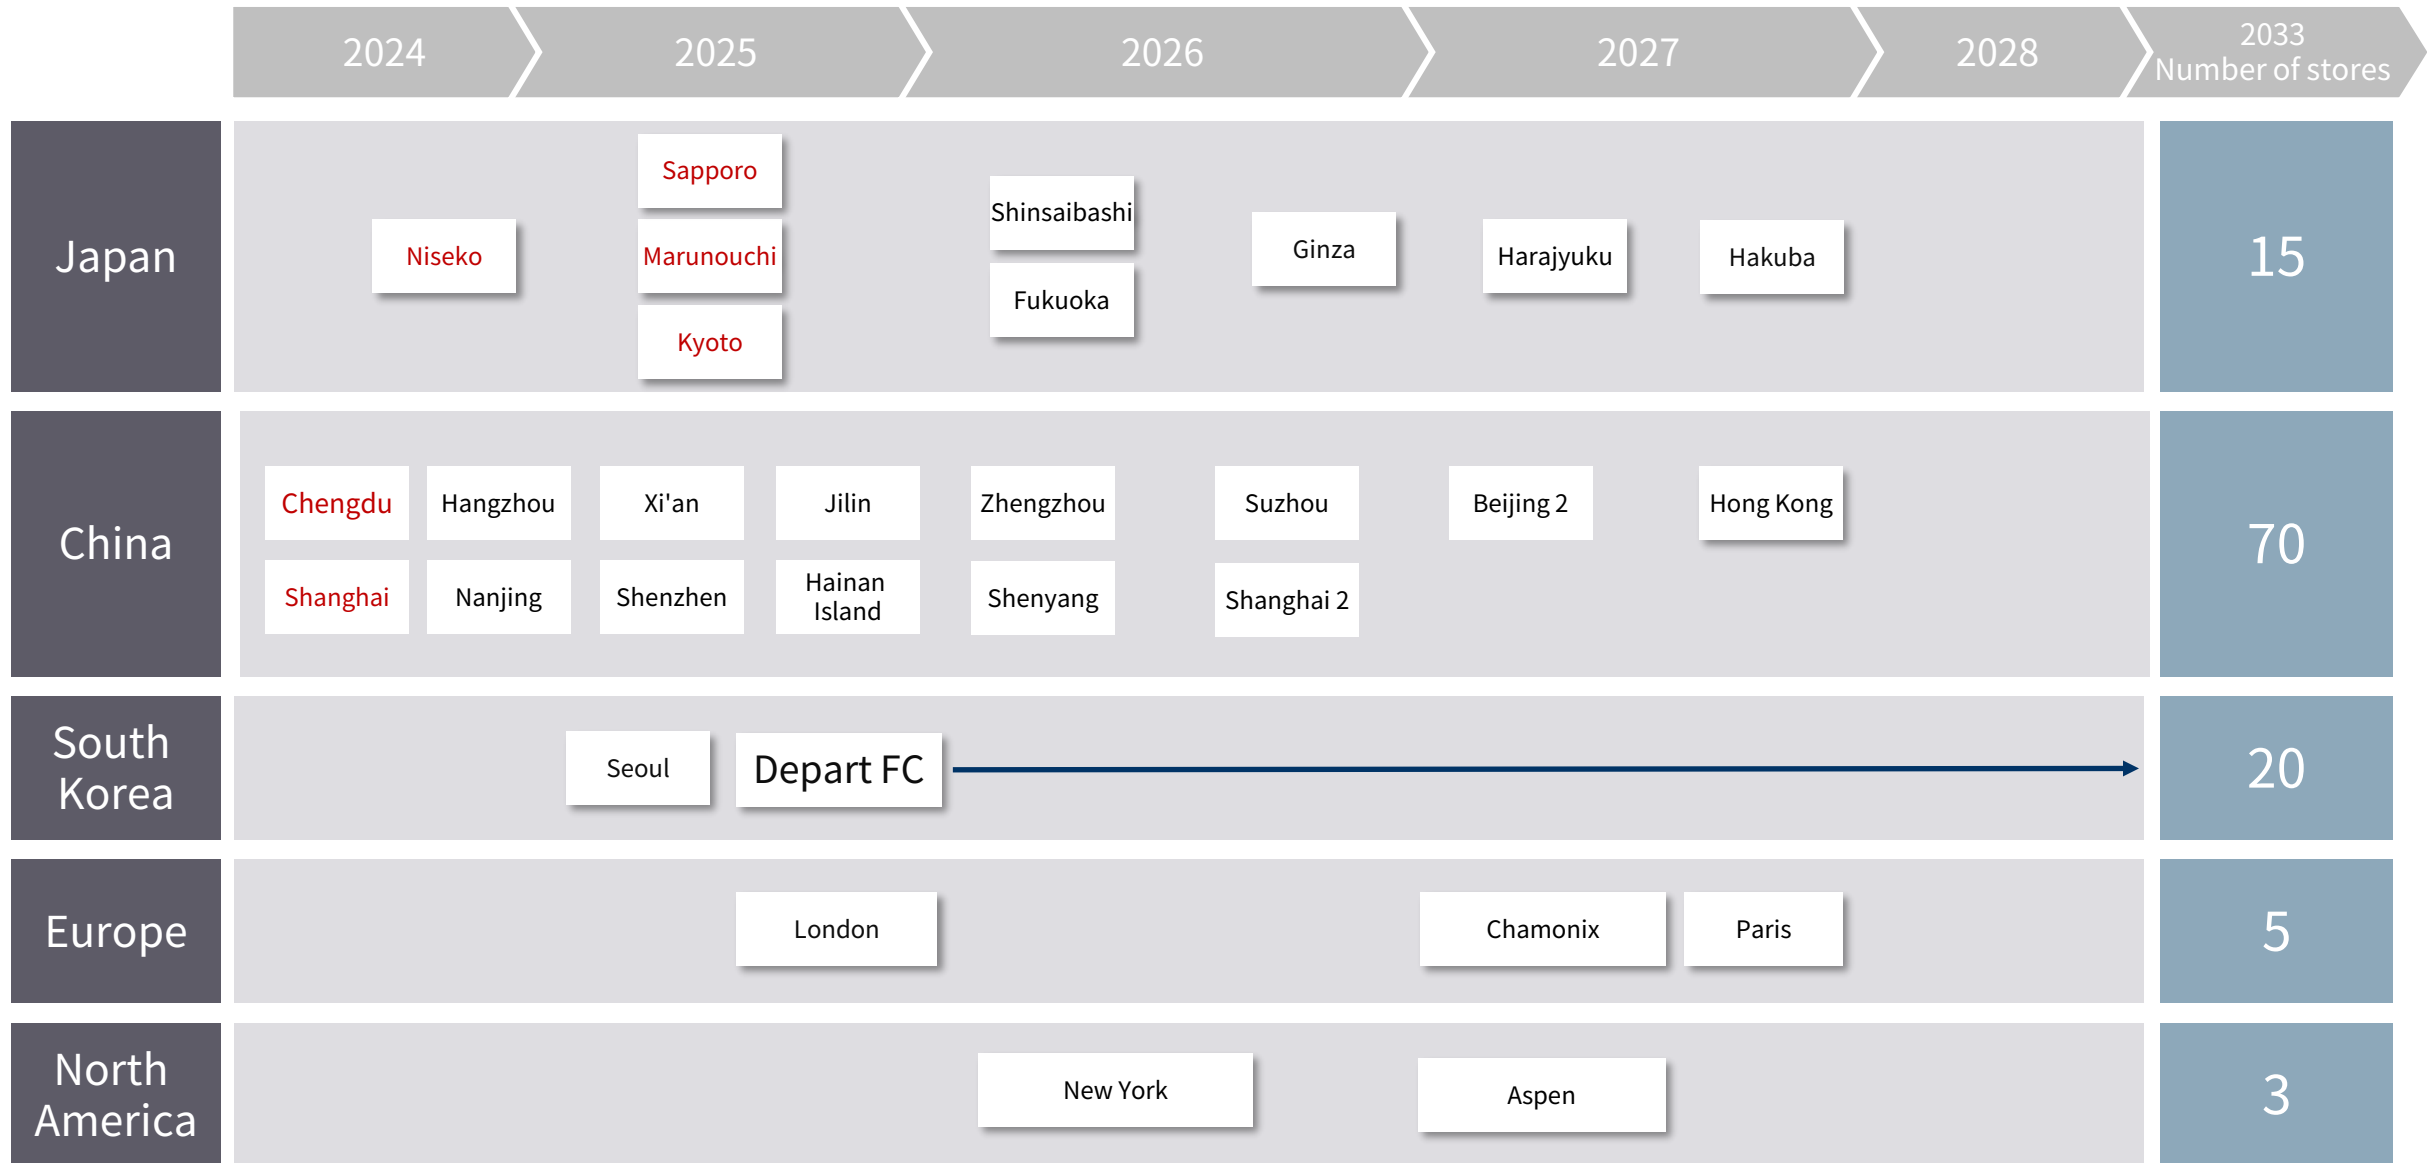 2024
2025
2026
2027
2028
2033
Number of stores
Japan
Niseko
Sapporo
Marunouchi
Kyoto
Shinsaibashi
Fukuoka
Ginza
Harajyuku
Hakuba
15
China
Chengdu
Hangzhou
Xi'an
Jilin
Zhengzhou
Suzhou
Beijing 2
Hong Kong
Shanghai
Nanjing
Shenzhen
Hainan
Island
Shenyang
Shanghai 2
70
South
Korea
Seoul
Depart FC
20
Europe
London
Chamonix
Paris
5
North
America
New York
Aspen
3